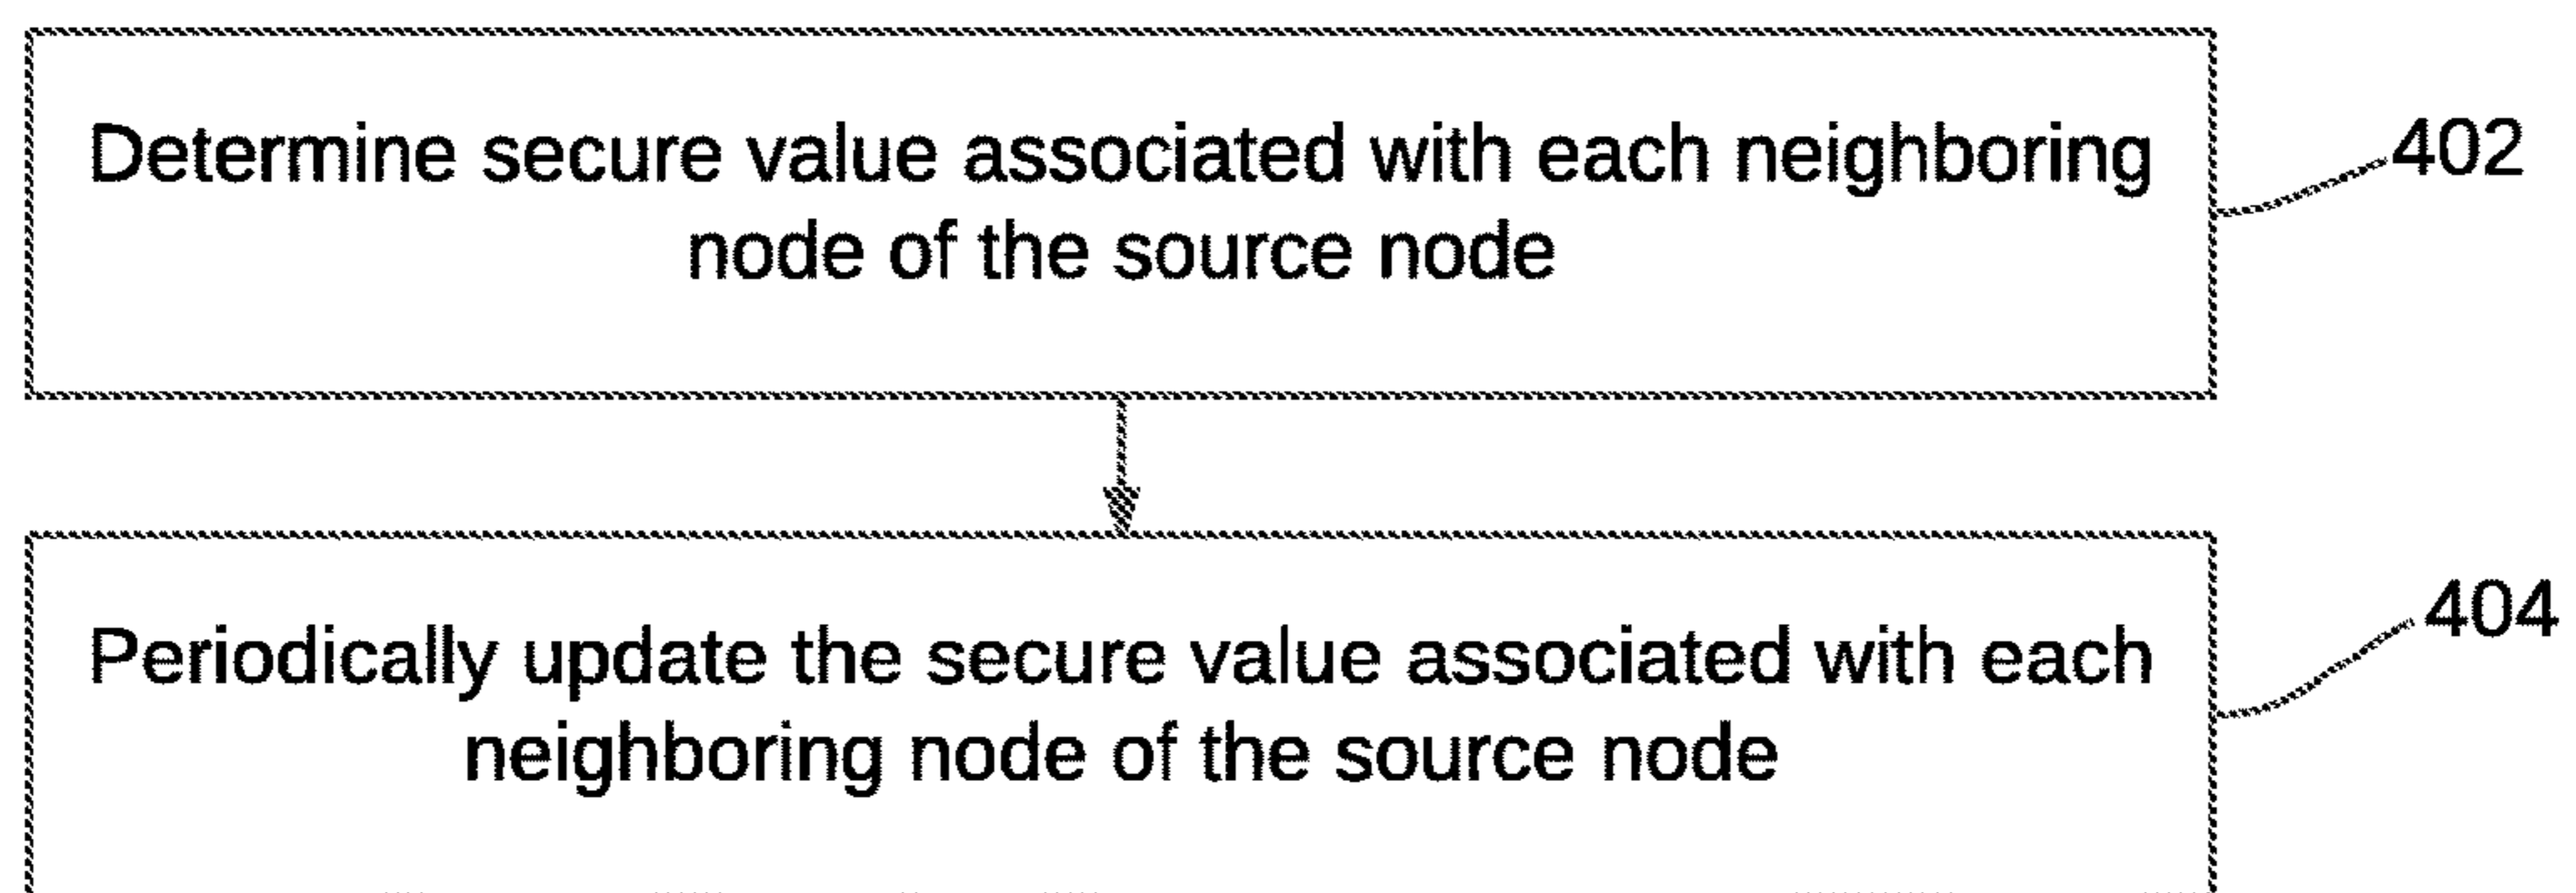 Determine secure value associated with each neighboring
node of the source node
402
Periodically update the secure value associated with each
neighboring node of the source node
404